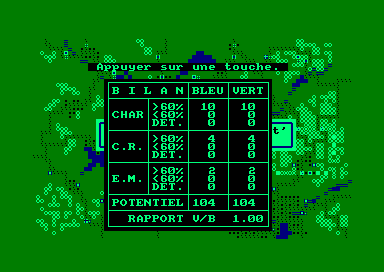 Appuyer sur une touche.
B I L A N BLEU VERT
>60% 10 10
CHAR <60% 0 0
DET. 0 0
t'
>60% 4 4
C.R. <60% 0 0
DET. 0 0
>60% 2 2
E.M. <60% 0 0
DET. 0 0
POTENTIEL 104 104
RAPPORT V/B 1.00